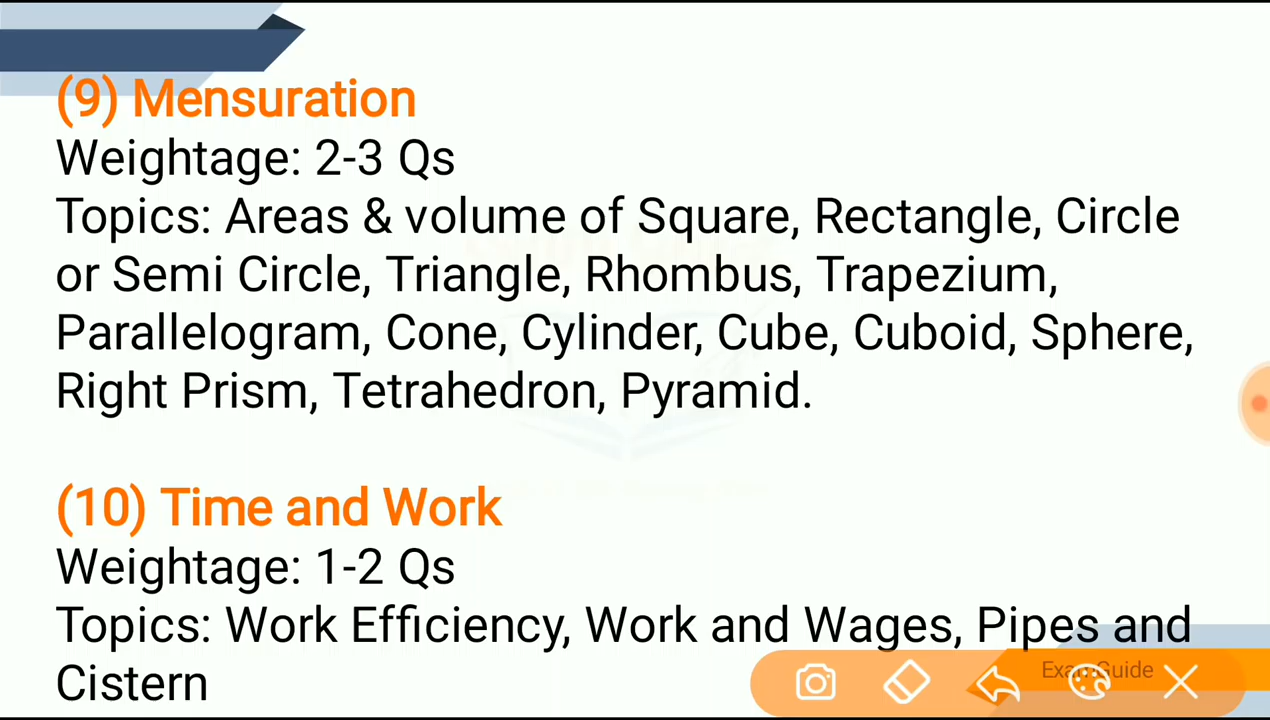 (9) Mensuration
Weightage: 2-3 Qs
Topics: Areas & volume of Square, Rectangle, Circle
or Semi Circle, Triangle, Rhombus, Trapezium,
Parallelogram, Cone, Cylinder, Cube, Cuboid, Sphere,
Right Prism, Tetrahedron, Pyramid.
(10) Time and Work
Weightage: 1-2 Qs
Topics: Work Efficiency, Work and Wages, Pipes and
Cistern
Exam Guide